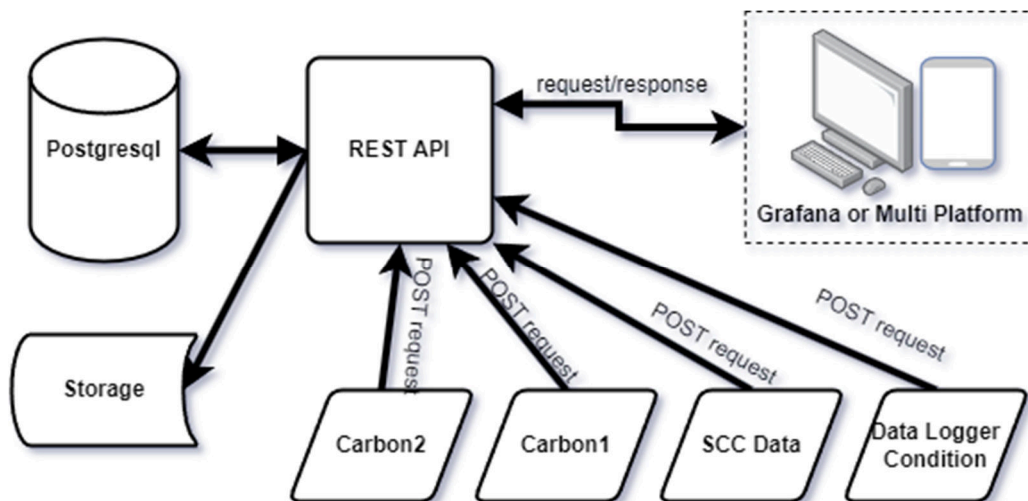 request/response
Postgresql
REST API
Grafana or Multi Platform
POST request
POST request
POST request
POST request
Storage
Carbon2
Carbon1
SCC Data
Data Logger
Condition